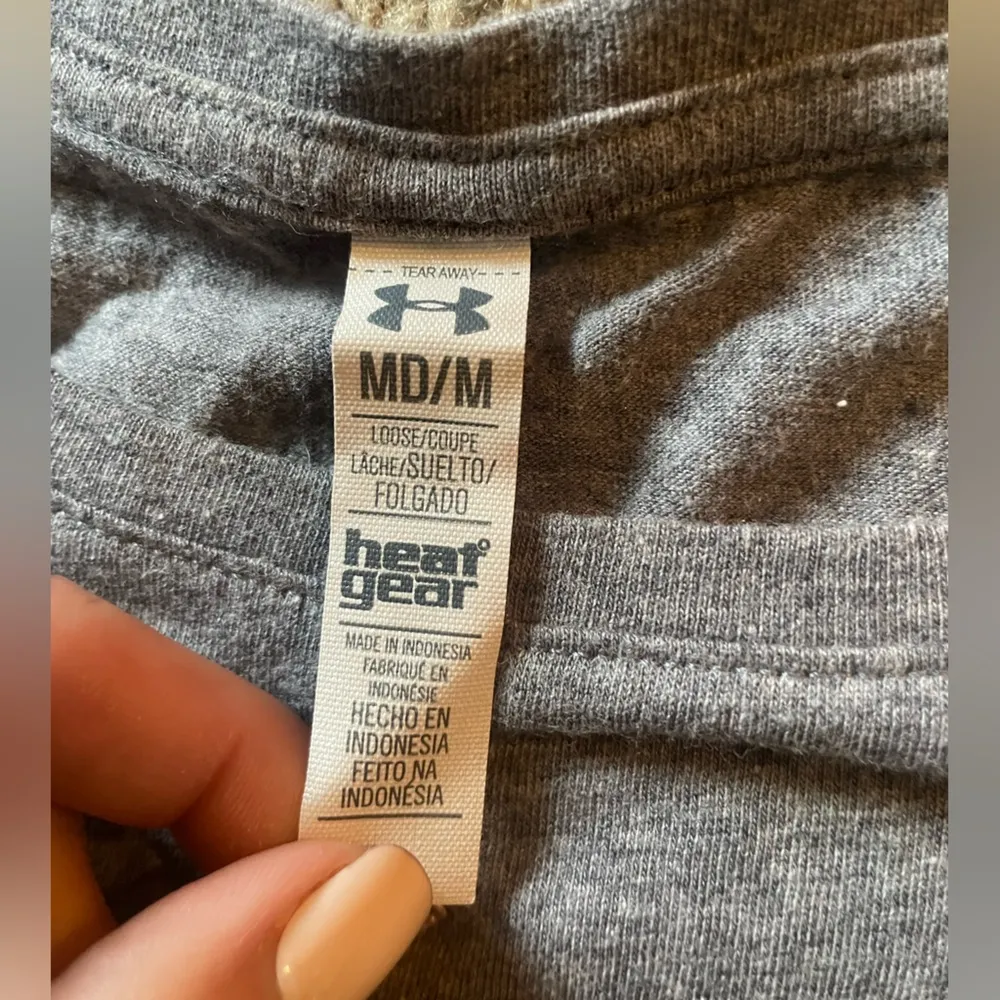 TEAR AWAY
MD/M
LOOSE/COUPE
LÂCHE/SUELTO/
FOLGADO
heat
gear
MADE IN INDONESIA
FABRIQUÉ EN
INDONÉSIE
HECHO EN
INDONESIA
FEITO NA
INDONÉSIA